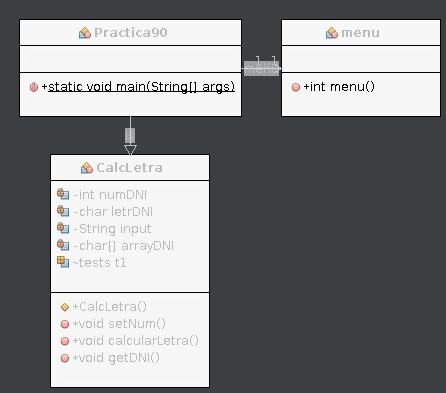 Practica90
+static void main(String[] args)
1 1
menu
menu
+int menu()
CalcLetra
-int numDNI
-char letrDNI
-String input
-char[] arrayDNI
~tests t1
+CalcLetra()
+void setNum()
+void calcularLetra()
+void getDNI()